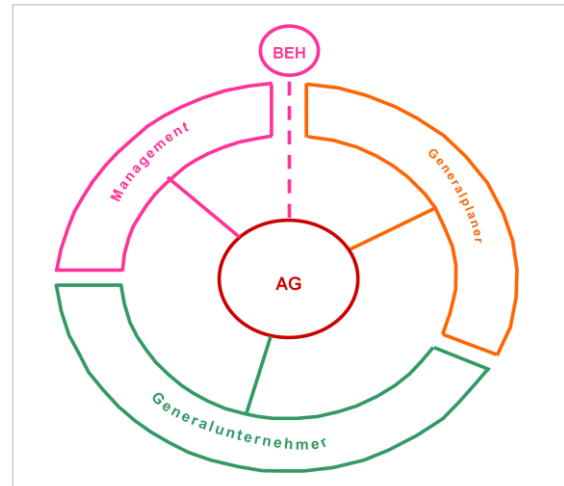 BEH
Management
Generalplaner
AG
Generalunternehmer